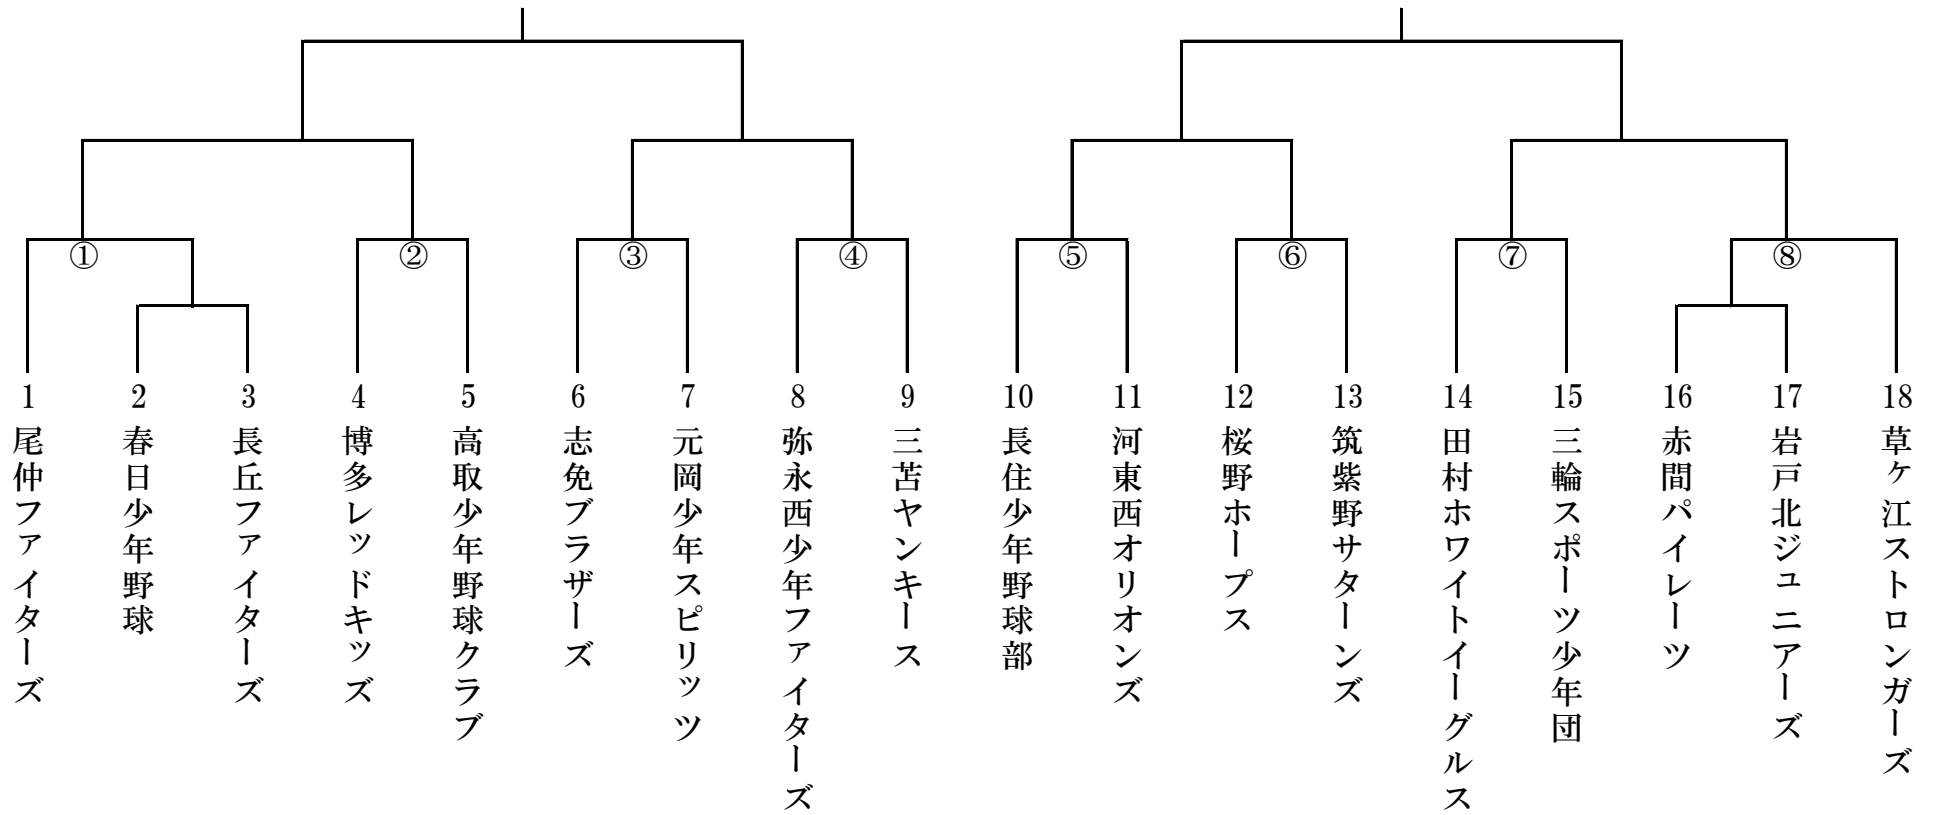 ① ② ③ ④ ⑤ ⑥ ⑦ ⑧
1 尾仲ファイターズ
2 春日少年野球
3 長丘ファイターズ
4 博多レッドキッズ
5 高取少年野球クラブ
6 志免ブラザーズ
7 元岡少年スピリッツ
8 弥永西少年ファイターズ
9 三苫ヤンキース
10 長住少年野球部
11 河東西オリオンズ
12 桜野ホープス
13 筑紫野サターンズ
14 田村ホワイトイーグルス
15 三輪スポーツ少年団
16 赤間パイレーツ
17 岩戸北ジュニアーズ
18 草ヶ江ストロンガーズ